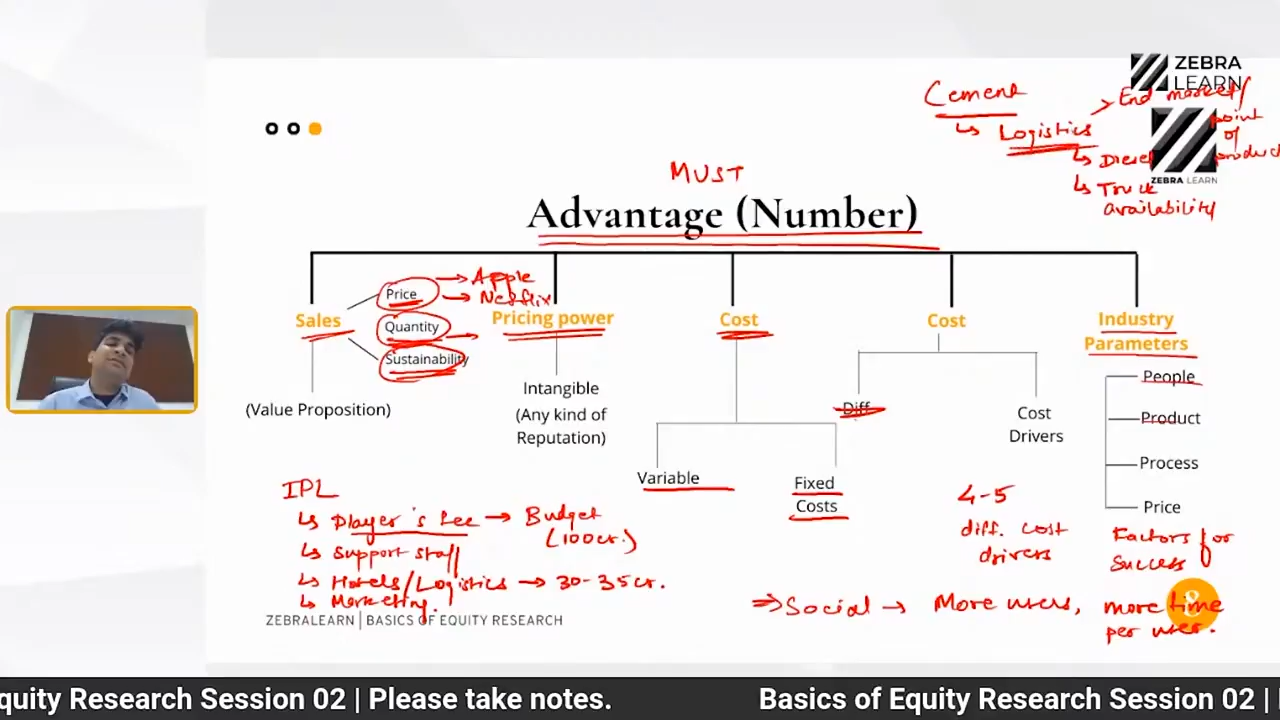 ZEBRA
LEARN
Cement
↳ Logistics
> End market/
point
of
product
↳ Diesel
↳ Truck
availability
ZEBRA LEARN
MUST
Advantage (Number)
Sales
Price
→ Apple
→ Netflix
Quantity
Sustainability
(Value Proposition)
Pricing power
Intangible
(Any kind of
Reputation)
Cost
Variable
Fixed
Costs
Cost
Diff
Cost
Drivers
4-5
diff. cost
drivers
Industry
Parameters
People
Product
Process
Price
Factors for
success
IPL
↳ Player's Fee → Budget
(100cr.)
↳ Support staff
↳ Hotels/Logistics → 30-35cr.
↳ Marketing.
⇒ Social → More users, more time
per user.
8
ZEBRALEARN | BASICS OF EQUITY RESEARCH
quity Research Session 02 | Please take notes.
Basics of Equity Research Session 02 |